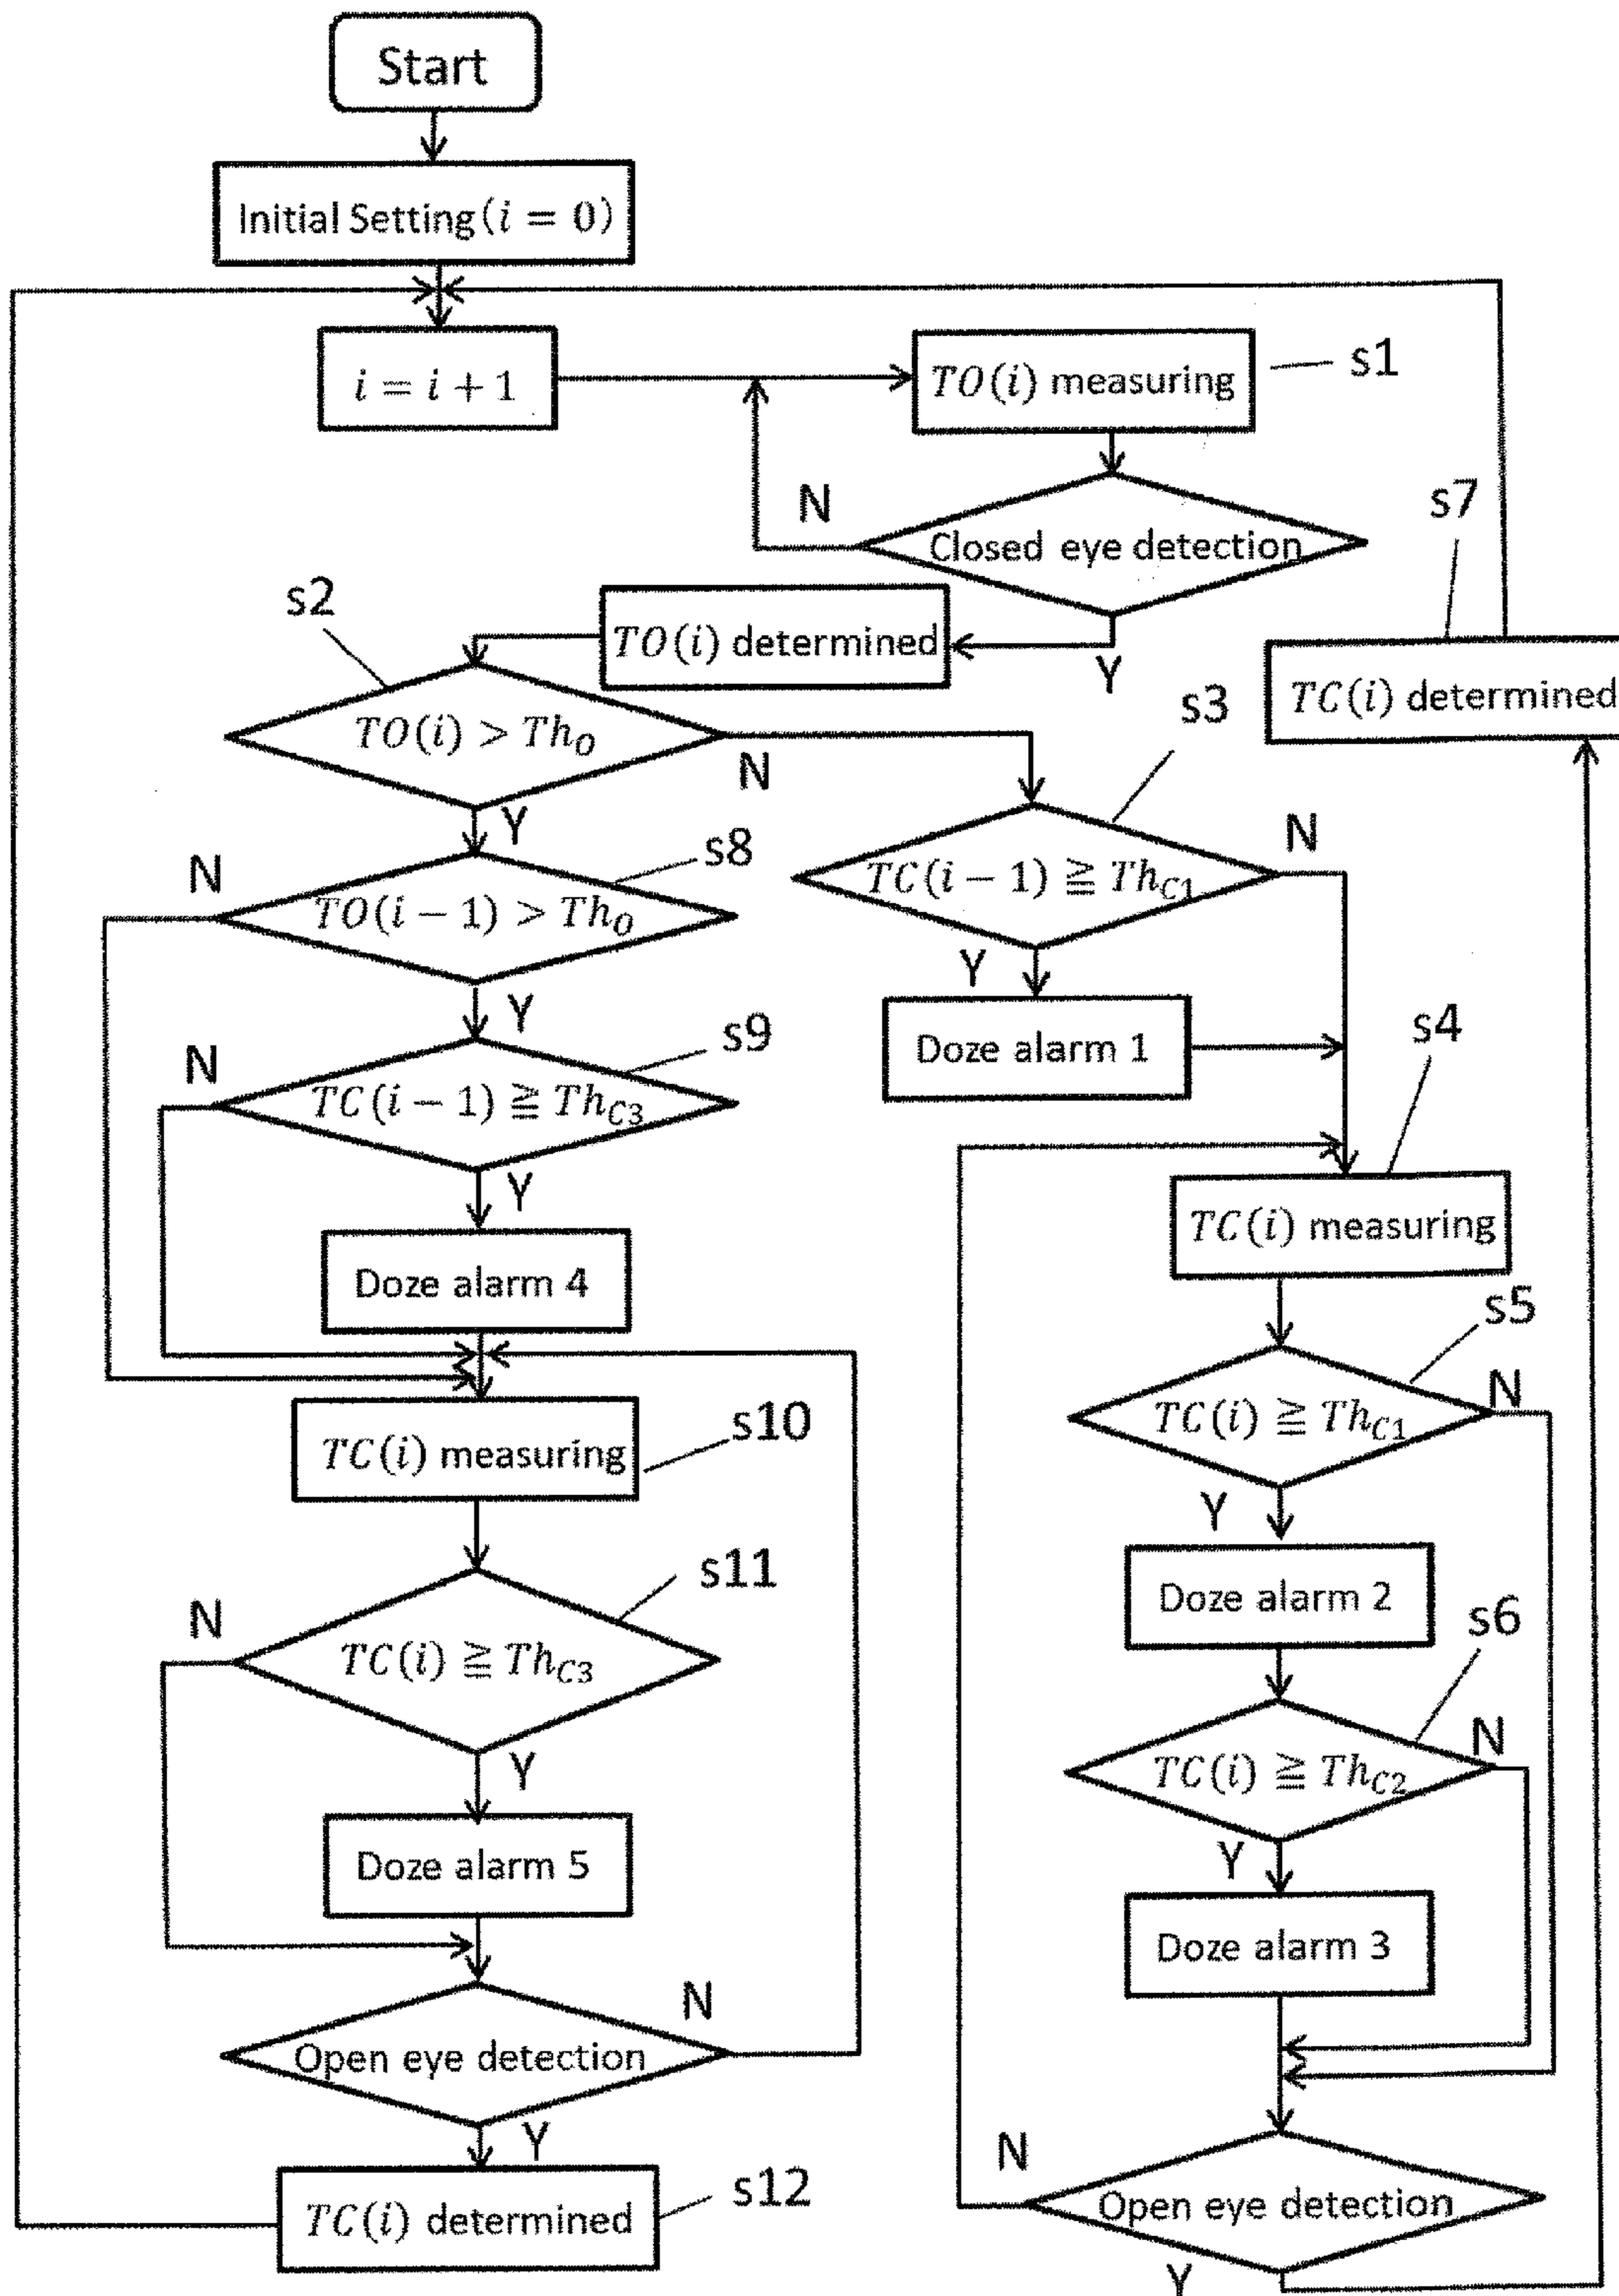 Start
Initial Setting (i = 0)
i = i + 1
TO(i) measuring
s1
N
Closed eye detection
s7
s2
TO(i) determined
Y
TC(i) determined
s3
TO(i) > Th_O
N
Y
s8
N
TO(i − 1) > Th_O
TC(i − 1) ≧ Th_C1
N
Y
Y
Doze alarm 1
s4
s9
N
TC(i − 1) ≧ Th_C3
Y
Doze alarm 4
TC(i) measuring
s5
N
TC(i) ≧ Th_C1
Y
TC(i) measuring
s10
s11
N
TC(i) ≧ Th_C3
Y
Doze alarm 2
s6
N
TC(i) ≧ Th_C2
Y
Doze alarm 5
Doze alarm 3
N
Open eye detection
Y
TC(i) determined
s12
N
Open eye detection
Y